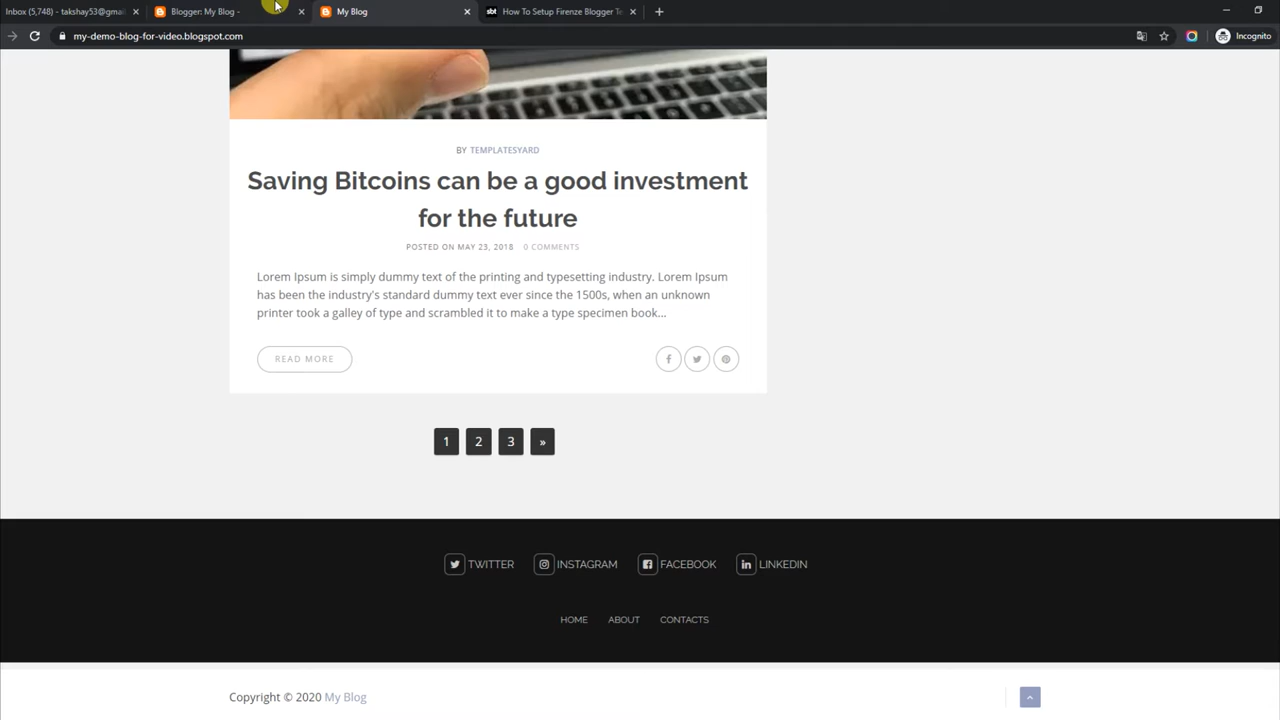 Inbox (5,748) - takshay53@gmail
Blogger: My Blog -
My Blog
sbt
How To Setup Firenze Blogger Te
my-demo-blog-for-video.blogspot.com
Incognito
BY TEMPLATESYARD
Saving Bitcoins can be a good investment
for the future
POSTED ON MAY 23, 2018 0 COMMENTS
Lorem Ipsum is simply dummy text of the printing and typesetting industry. Lorem Ipsum
has been the industry's standard dummy text ever since the 1500s, when an unknown
printer took a galley of type and scrambled it to make a type specimen book...
READ MORE
1 2 3 »
TWITTER INSTAGRAM FACEBOOK LINKEDIN
HOME ABOUT CONTACTS
Copyright © 2020 My Blog